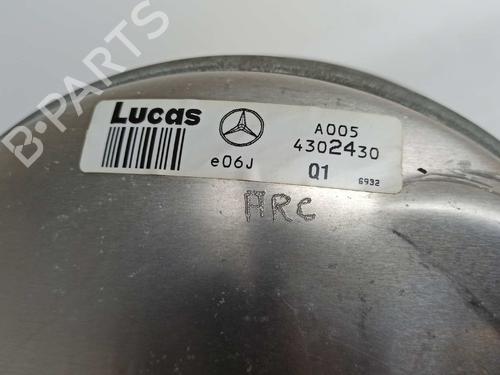 B-PARTS
Lucas
A005
4302430
e06J
Q1
6932
ARC